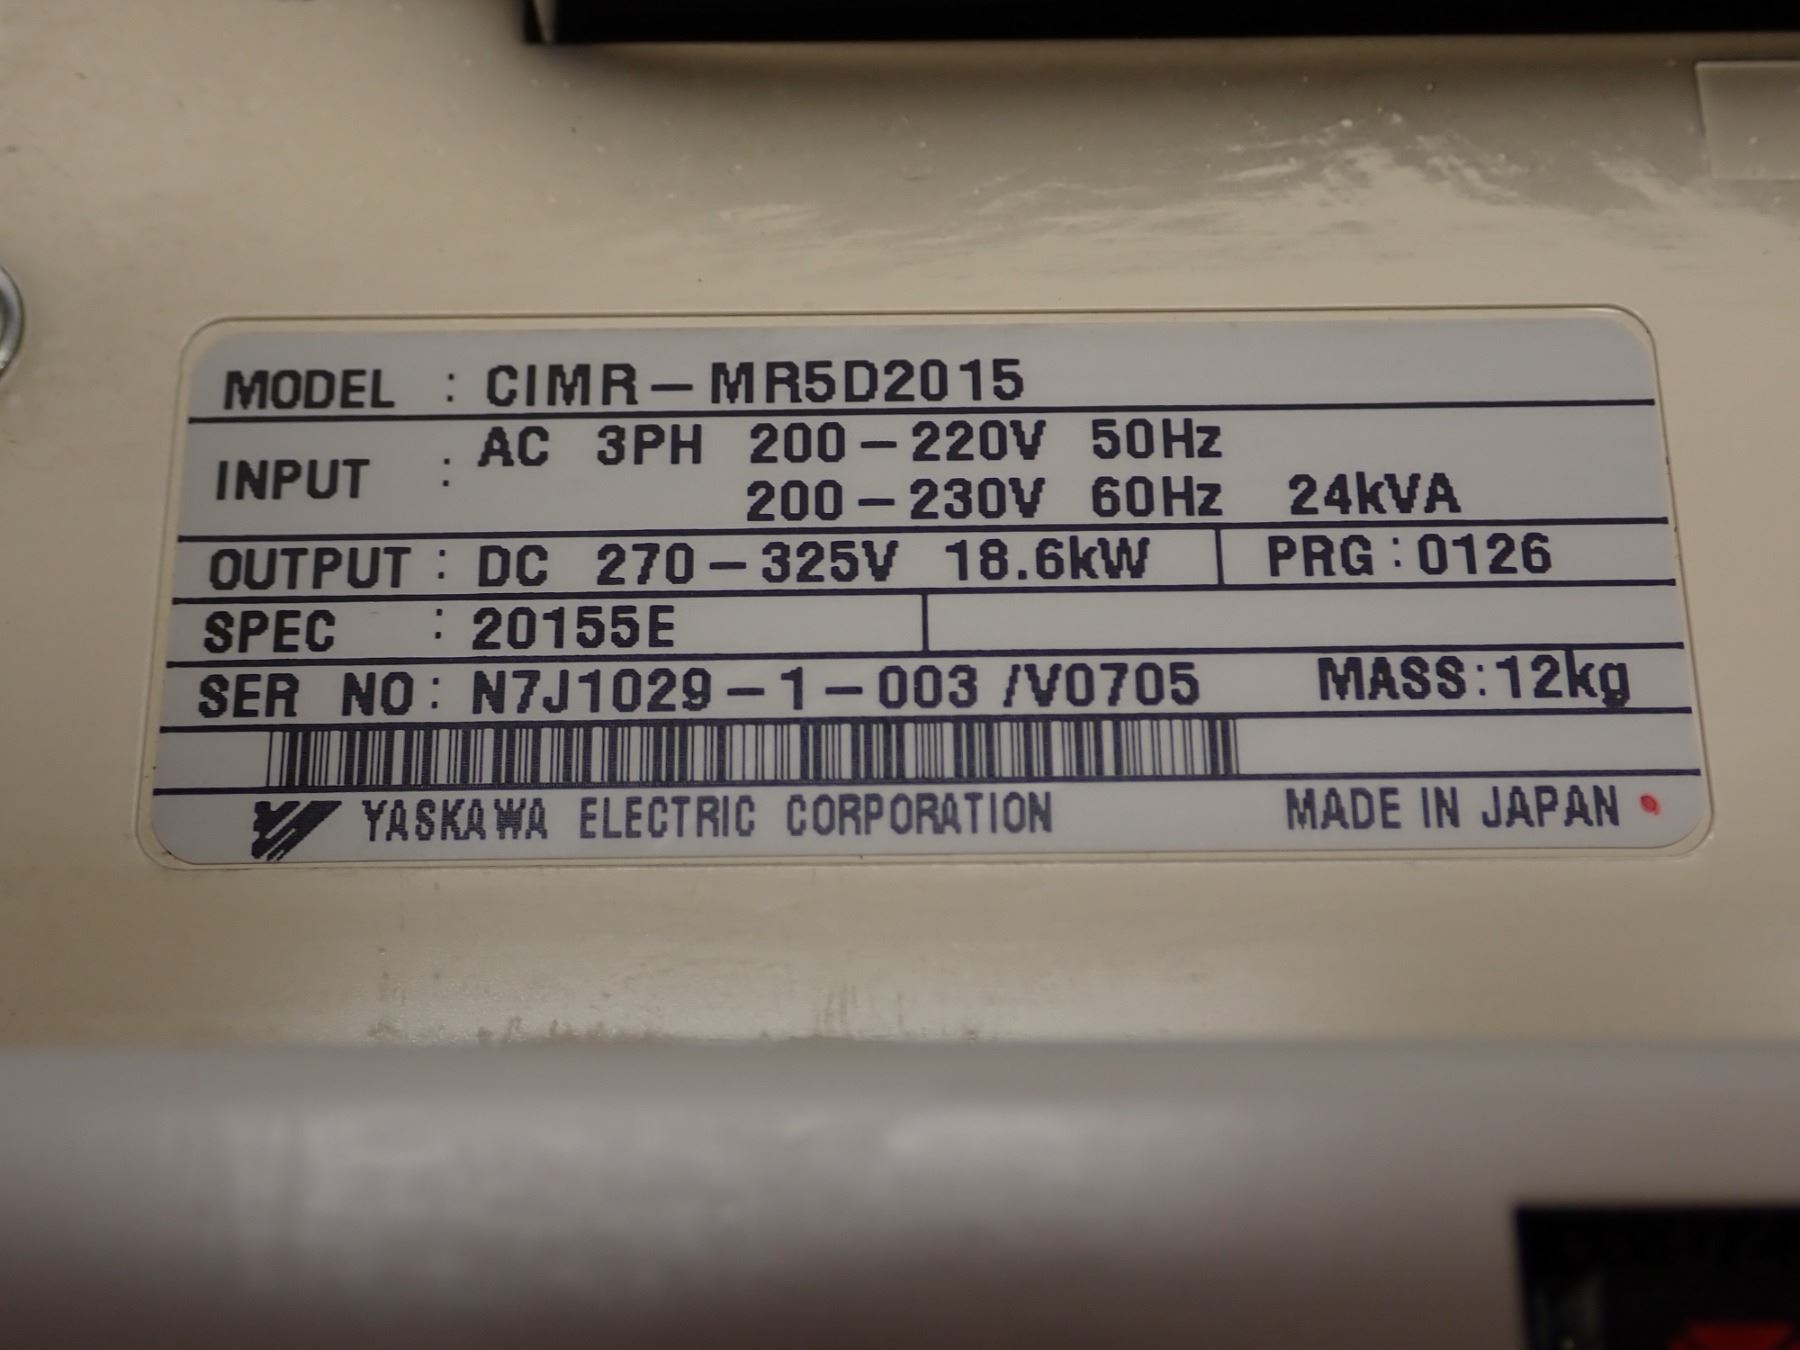 MODEL : CIMR-MR5D2015
INPUT : AC 3PH 200-220V 50Hz
200-230V 60Hz 24kVA
OUTPUT : DC 270-325V 18.6kW PRG : 0126
SPEC : 20155E
SER NO : N7J1029-1-003 /V0705 MASS : 12kg
YASKAWA ELECTRIC CORPORATION MADE IN JAPAN